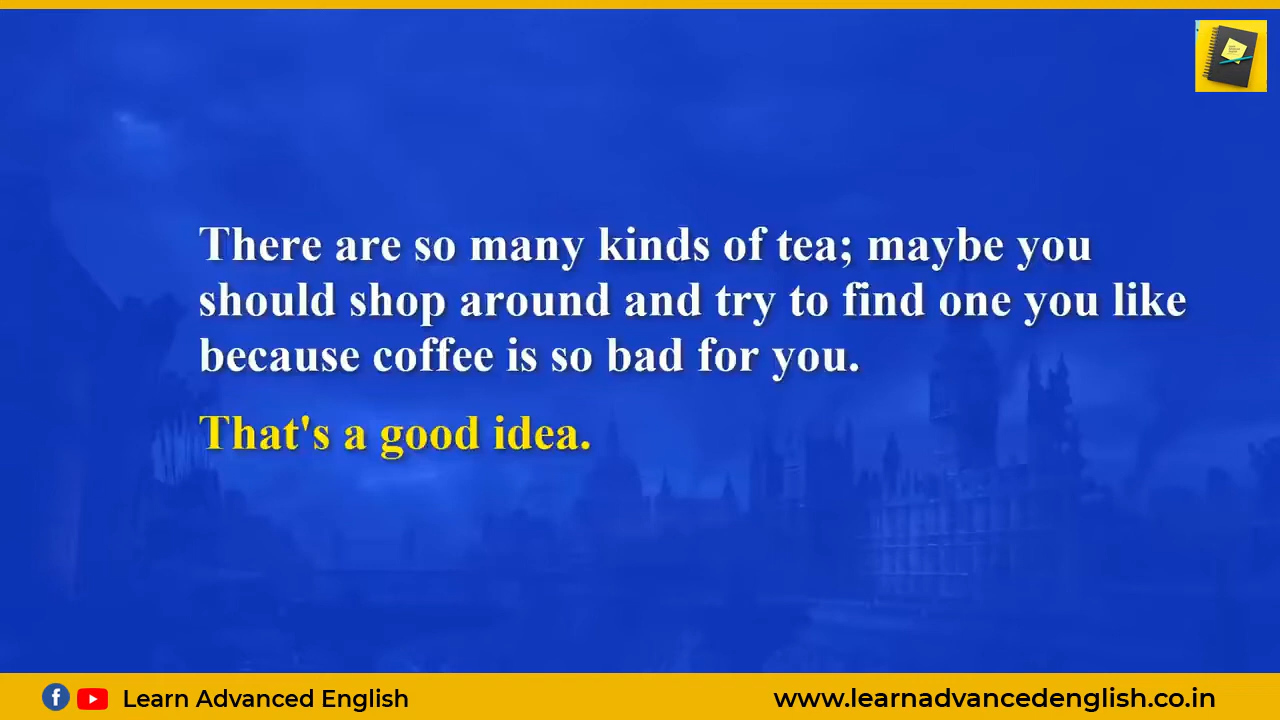 There are so many kinds of tea; maybe you
should shop around and try to find one you like
because coffee is so bad for you.
That's a good idea.
Learn Advanced English
www.learnadvancedenglish.co.in